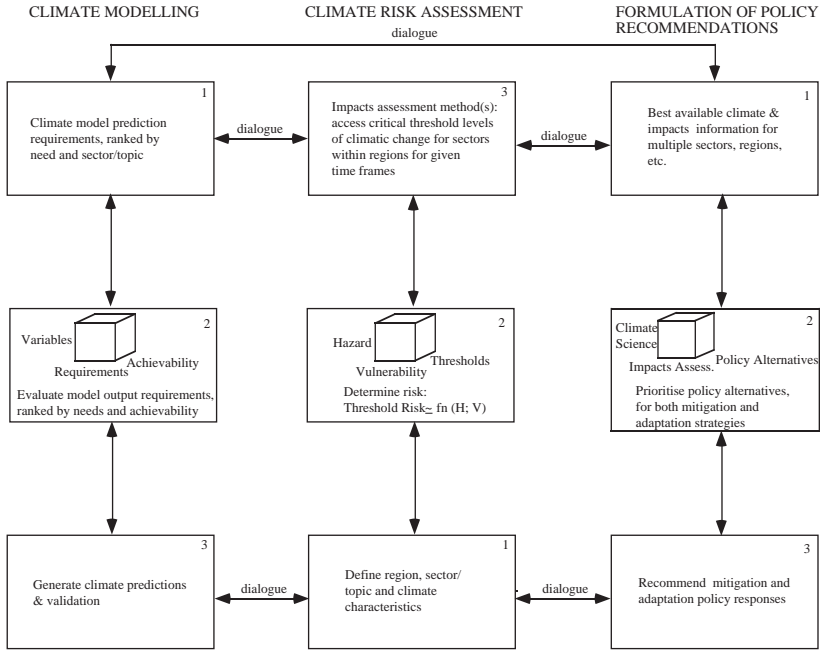 CLIMATE MODELLING
CLIMATE RISK ASSESSMENT
FORMULATION OF POLICY
RECOMMENDATIONS
dialogue
1
Climate model prediction
requirements, ranked by
need and sector/topic
dialogue
3
Impacts assessment method(s):
access critical threshold levels
of climatic change for sectors
within regions for given
time frames
dialogue
1
Best available climate &
impacts information for
multiple sectors, regions,
etc.
2
Variables
Achievability
Requirements
Evaluate model output requirements,
ranked by needs and achievability
2
Hazard
Thresholds
Vulnerability
Determine risk:
Threshold Risk~ fn (H; V)
2
Climate
Science
Policy Alternatives
Impacts Assess.
Prioritise policy alternatives,
for both mitigation and
adaptation strategies
3
Generate climate predictions
& validation
dialogue
1
Define region, sector/
topic and climate
characteristics
dialogue
3
Recommend mitigation and
adaptation policy responses